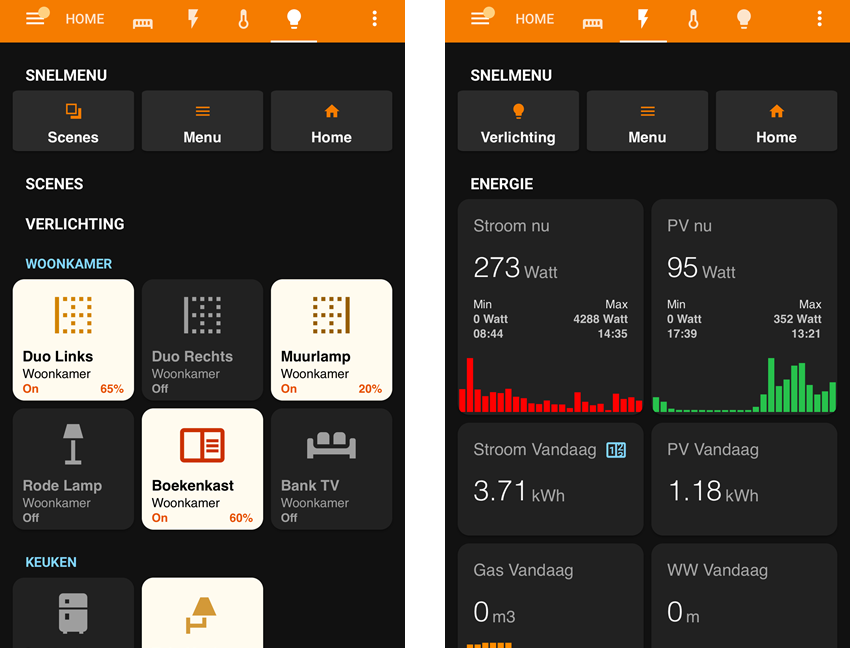 HOME
SNELMENU
Scenes Menu Home
SCENES
VERLICHTING
WOONKAMER
Duo Links Duo Rechts Muurlamp
Woonkamer Woonkamer Woonkamer
On 65% Off On 20%
Rode Lamp Boekenkast Bank TV
Woonkamer Woonkamer Woonkamer
Off On 60% Off
KEUKEN
HOME
SNELMENU
Verlichting Menu Home
ENERGIE
Stroom nu PV nu
273 Watt 95 Watt
Min Max Min Max
0 Watt 4288 Watt 0 Watt 352 Watt
08:44 14:35 17:39 13:21
Stroom Vandaag PV Vandaag
3.71 kWh 1.18 kWh
Gas Vandaag WW Vandaag
0 m3 0 m